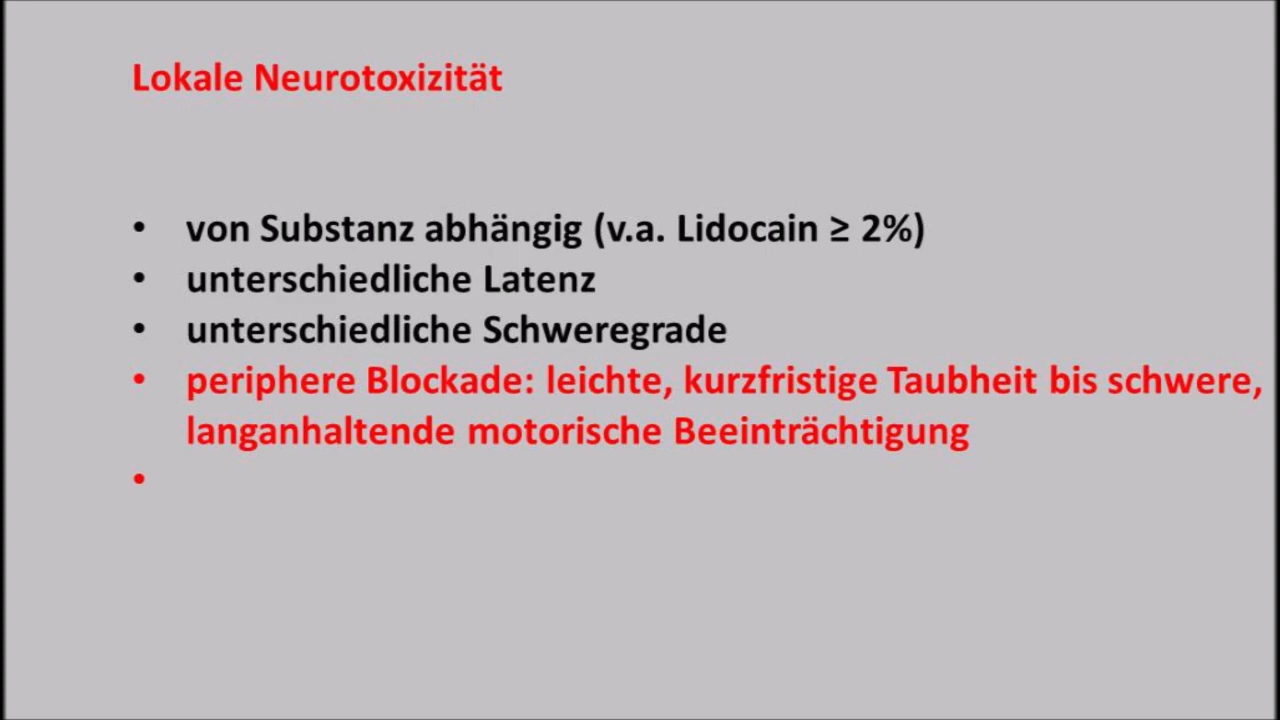 Lokale Neurotoxizität
• von Substanz abhängig (v.a. Lidocain ≥ 2%)
• unterschiedliche Latenz
• unterschiedliche Schweregrade
• periphere Blockade: leichte, kurzfristige Taubheit bis schwere,
langanhaltende motorische Beeinträchtigung
•